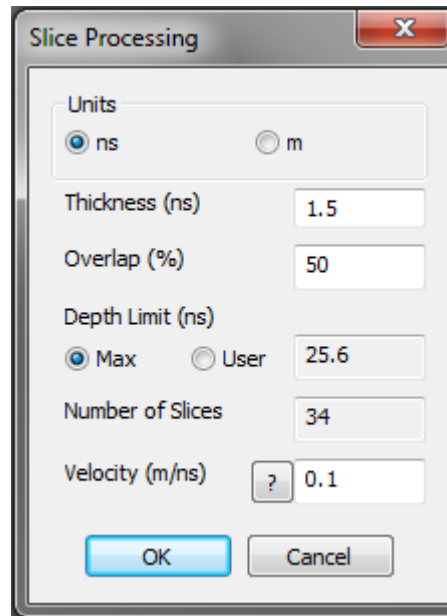 Slice Processing
Units
ns m
Thickness (ns) 1.5
Overlap (%) 50
Depth Limit (ns)
Max User 25.6
Number of Slices 34
Velocity (m/ns) ? 0.1
OK Cancel